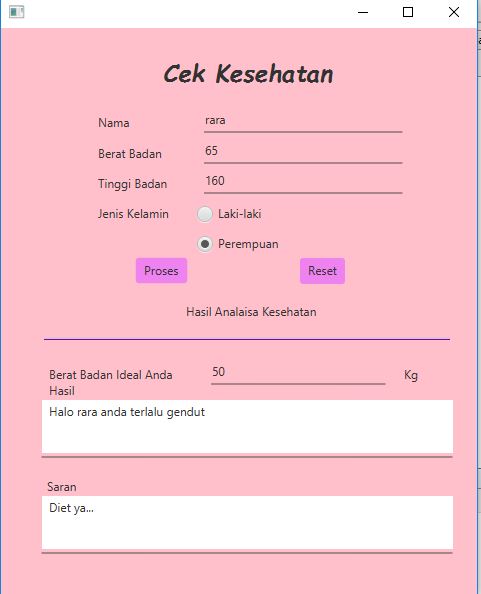 Cek Kesehatan
Nama rara
Berat Badan 65
Tinggi Badan 160
Jenis Kelamin Laki-laki
Perempuan
Proses Reset
Hasil Analaisa Kesehatan
Berat Badan Ideal Anda 50 Kg
Hasil
Halo rara anda terlalu gendut
Saran
Diet ya...